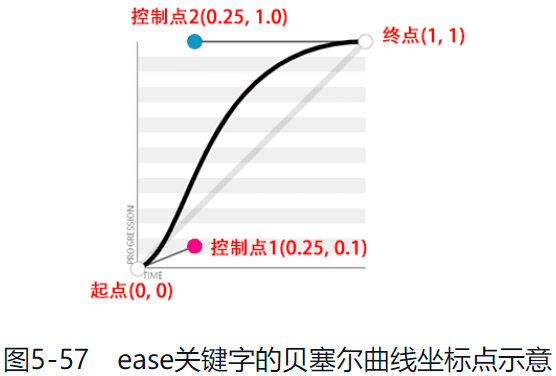 控制点2(0.25, 1.0)
终点(1, 1)
PROGRESSION
控制点1(0.25, 0.1)
TIME
起点(0, 0)
图5-57 ease关键字的贝塞尔曲线坐标点示意